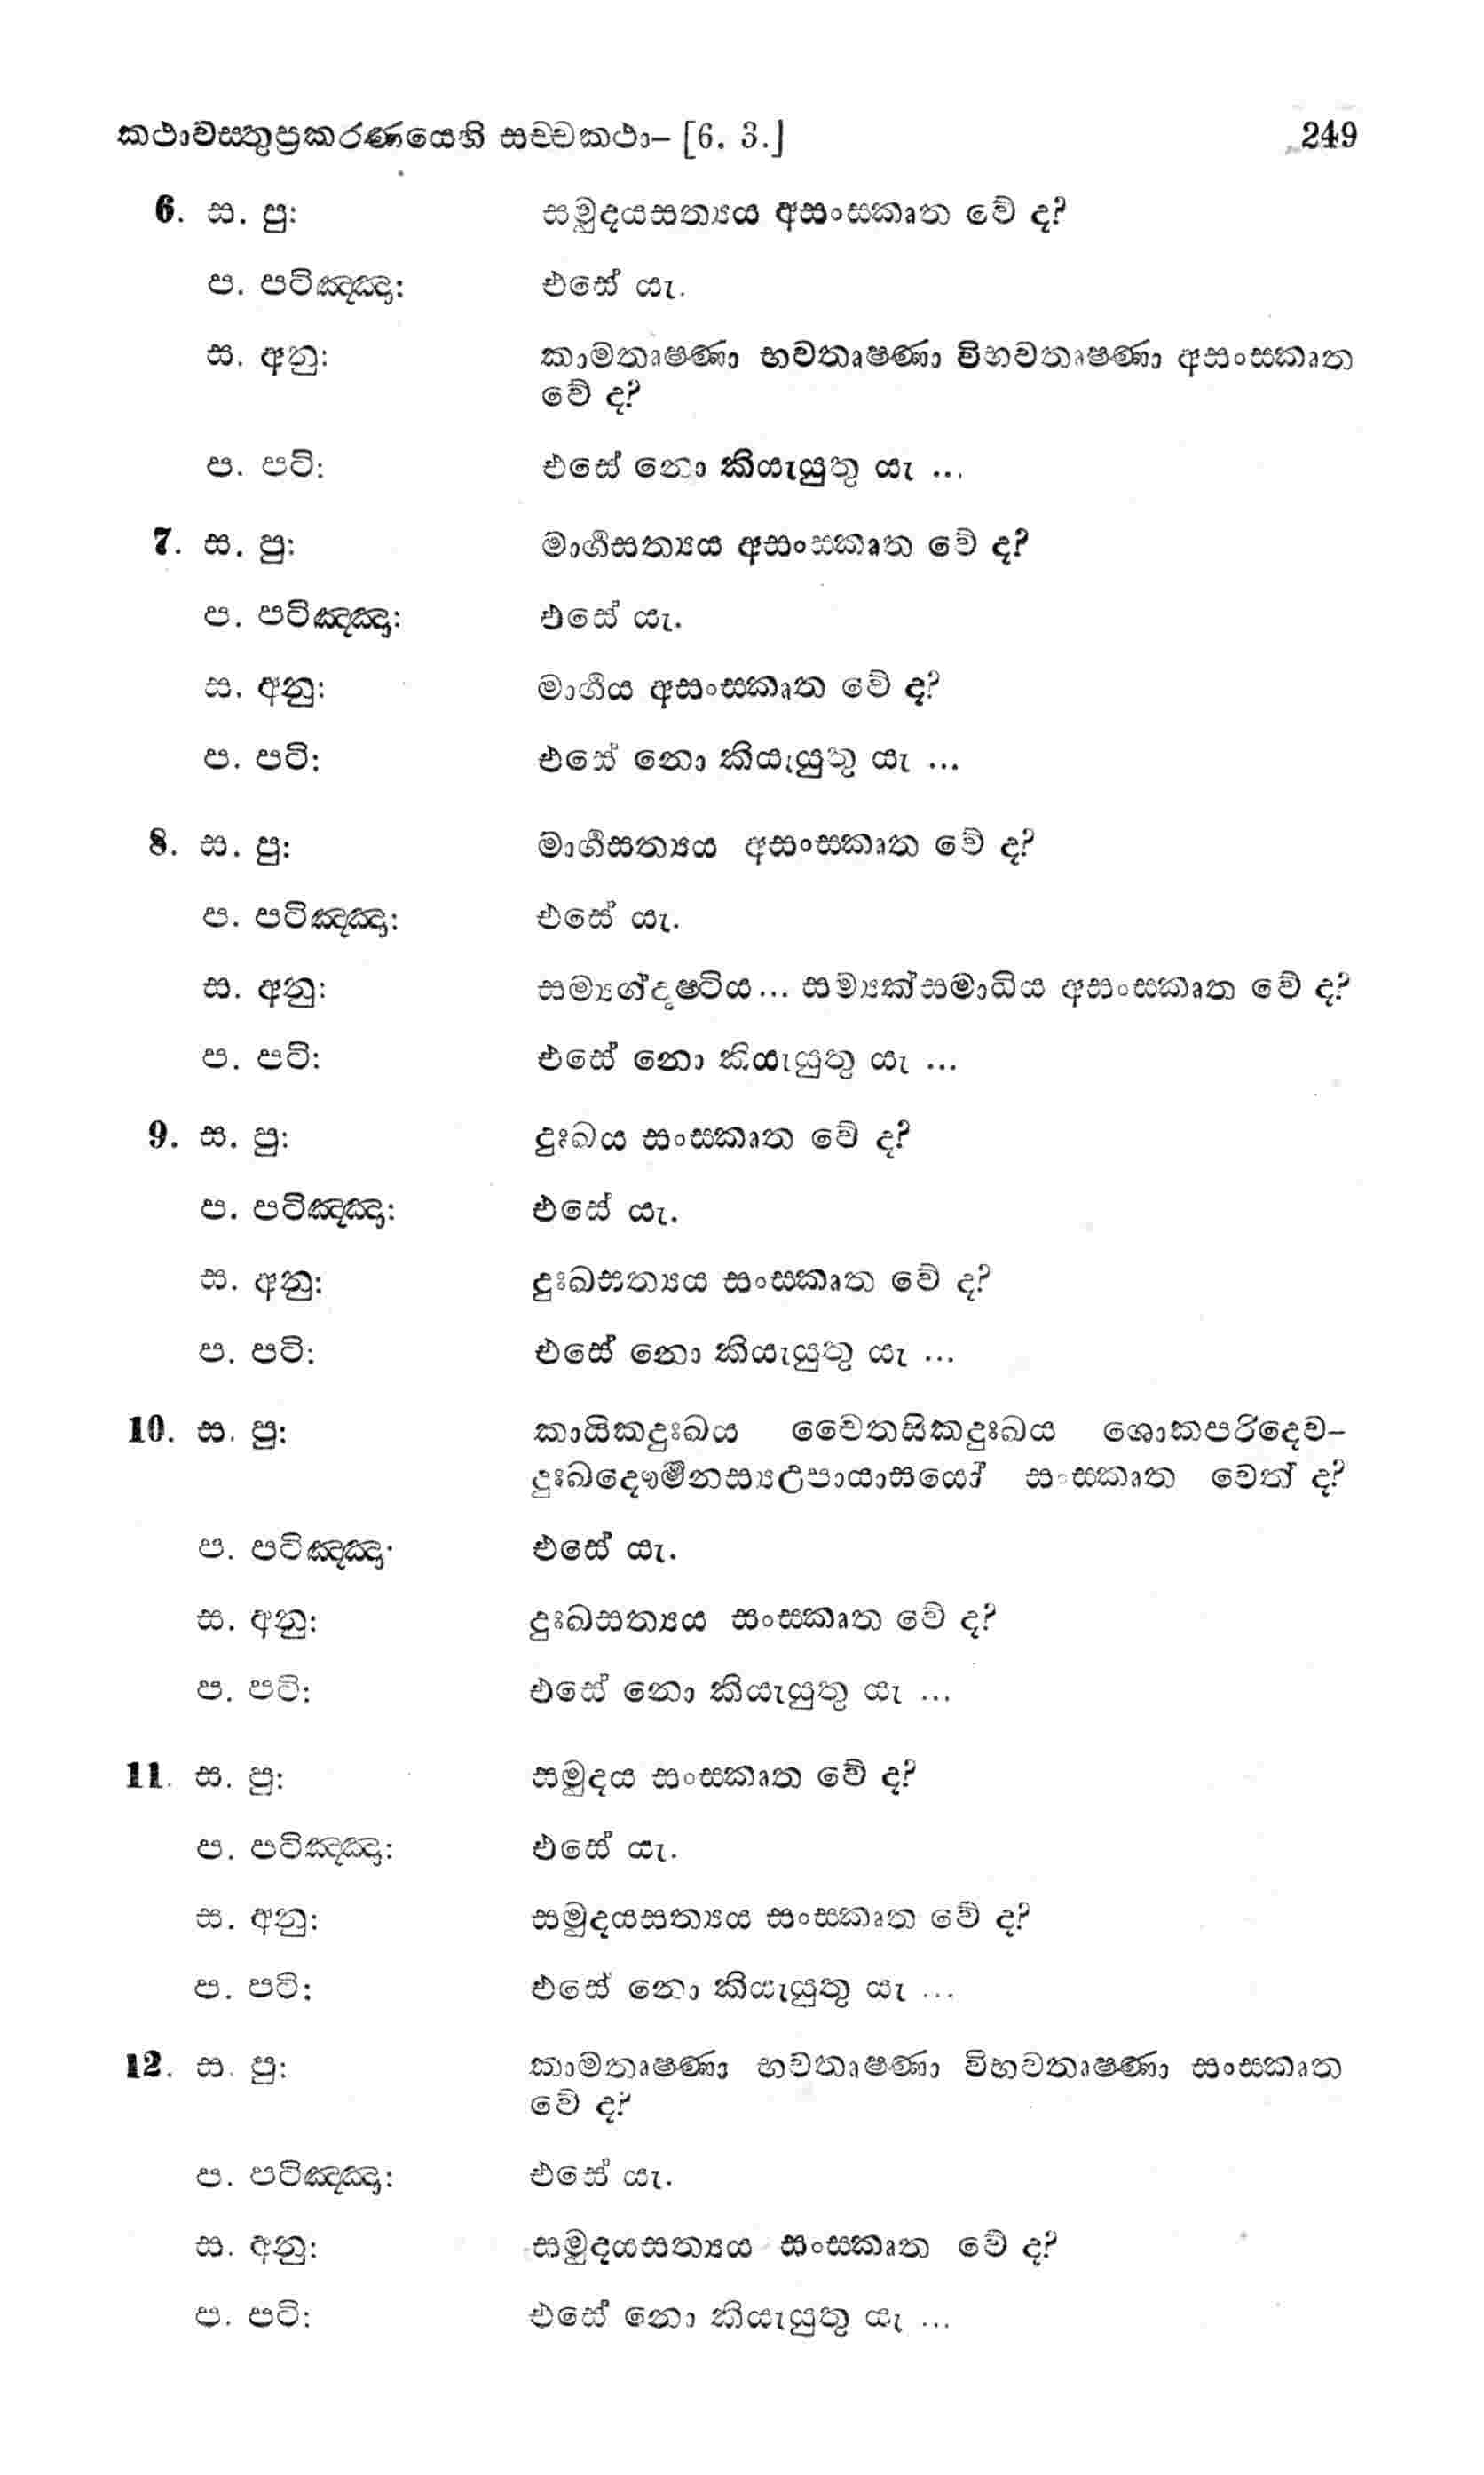 කථාවස්තුප්‍රකරණයෙහි සච්චකථා– [6. 3.] 249
6. ස. පු: සමුදයසත්‍යය අසංස්කෘත වේ ද?
ප. පටිඤ්ඤා: එසේ යැ.
ස. අනු: කාමතෘෂ්ණා භවතෘෂ්ණා විභවතෘෂ්ණා අසංස්කෘත
වේ ද?
ප. පටි: එසේ නො කියැයුතු යැ ...
7. ස. පු: මාර්‍ගසත්‍යය අසංස්කෘත වේ ද?
ප. පටිඤ්ඤා: එසේ යැ.
ස. අනු: මාර්‍ගය අසංස්කෘත වේ ද?
ප. පටි: එසේ නො කියැයුතු යැ ...
8. ස. පු: මාර්‍ගසත්‍යය අසංස්කෘත වේ ද?
ප. පටිඤ්ඤා: එසේ යැ.
ස. අනු: සම්‍යග්දෘෂ්ටිය... සම්‍යක්සමාධිය අසංස්කෘත වේ ද?
ප. පටි: එසේ නො කියැයුතු යැ ...
9. ස. පු: දුඃඛය සංස්කෘත වේ ද?
ප. පටිඤ්ඤා: එසේ යැ.
ස. අනු: දුඃඛසත්‍යය සංස්කෘත වේ ද?
ප. පටි: එසේ නො කියැයුතු යැ ...
10. ස. පු: කායිකදුඃඛය චෛතසිකදුඃඛය ශොකපරිදෙව–
දුඃඛදෞර්‍මනස්‍යඋපායාසයෝ සංස්කෘත වෙත් ද?
ප. පටිඤ්ඤා: එසේ යැ.
ස. අනු: දුඃඛසත්‍යය සංස්කෘත වේ ද?
ප. පටි: එසේ නො කියැයුතු යැ ...
11. ස. පු: සමුදය සංස්කෘත වේ ද?
ප. පටිඤ්ඤා: එසේ යැ.
ස. අනු: සමුදයසත්‍යය සංස්කෘත වේ ද?
ප. පටි: එසේ නො කියැයුතු යැ ...
12. ස. පු: කාමතෘෂ්ණා භවතෘෂ්ණා විභවතෘෂ්ණා සංස්කෘත
වේ ද?
ප. පටිඤ්ඤා: එසේ යැ.
ස. අනු: සමුදයසත්‍යය සංස්කෘත වේ ද?
ප. පටි: එසේ නො කියැයුතු යැ ...